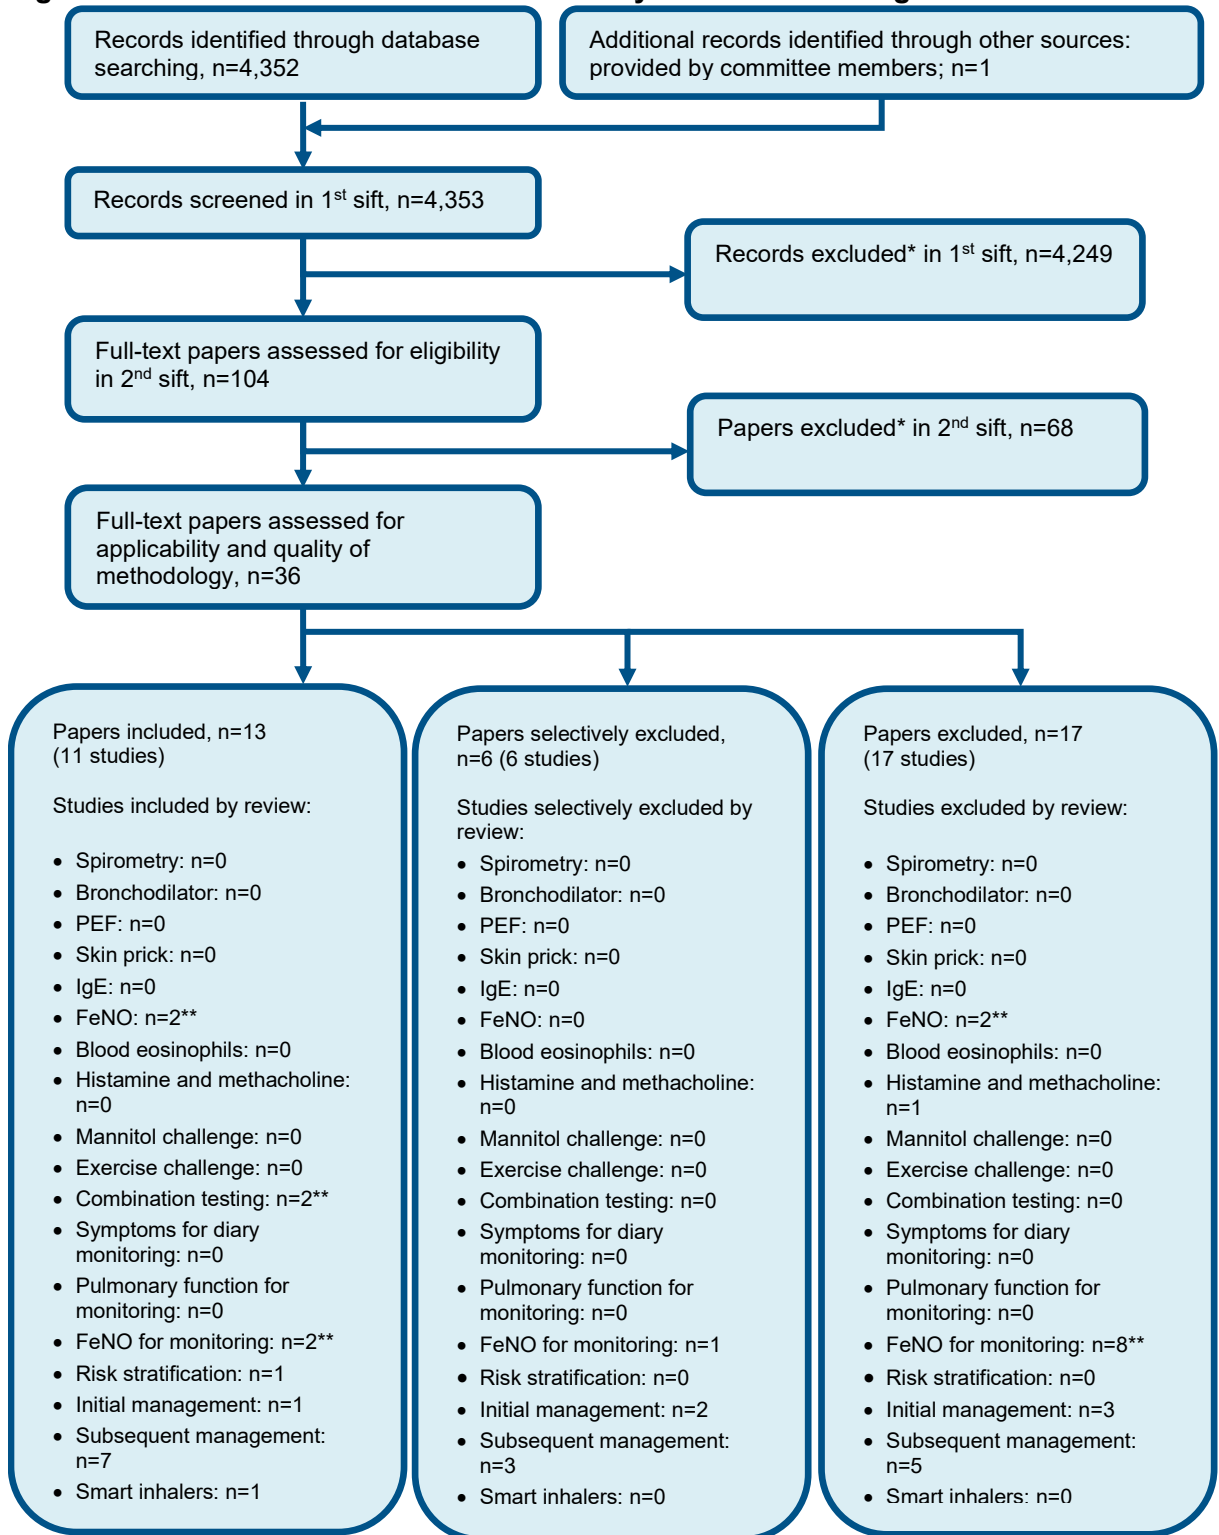 Records identified through database
searching, n=4,352
Additional records identified through other sources:
provided by committee members; n=1
Records screened in 1st sift, n=4,353
Records excluded* in 1st sift, n=4,249
Full-text papers assessed for eligibility
in 2nd sift, n=104
Papers excluded* in 2nd sift, n=68
Full-text papers assessed for
applicability and quality of
methodology, n=36
Papers included, n=13
(11 studies)
Studies included by review:
• Spirometry: n=0
• Bronchodilator: n=0
• PEF: n=0
• Skin prick: n=0
• IgE: n=0
• FeNO: n=2**
• Blood eosinophils: n=0
• Histamine and methacholine:
n=0
• Mannitol challenge: n=0
• Exercise challenge: n=0
• Combination testing: n=2**
• Symptoms for diary
monitoring: n=0
• Pulmonary function for
monitoring: n=0
• FeNO for monitoring: n=2**
• Risk stratification: n=1
• Initial management: n=1
• Subsequent management:
n=7
• Smart inhalers: n=1
Papers selectively excluded,
n=6 (6 studies)
Studies selectively excluded by
review:
• Spirometry: n=0
• Bronchodilator: n=0
• PEF: n=0
• Skin prick: n=0
• IgE: n=0
• FeNO: n=0
• Blood eosinophils: n=0
• Histamine and methacholine:
n=0
• Mannitol challenge: n=0
• Exercise challenge: n=0
• Combination testing: n=0
• Symptoms for diary
monitoring: n=0
• Pulmonary function for
monitoring: n=0
• FeNO for monitoring: n=1
• Risk stratification: n=0
• Initial management: n=2
• Subsequent management:
n=3
• Smart inhalers: n=0
Papers excluded, n=17
(17 studies)
Studies excluded by review:
• Spirometry: n=0
• Bronchodilator: n=0
• PEF: n=0
• Skin prick: n=0
• IgE: n=0
• FeNO: n=2**
• Blood eosinophils: n=0
• Histamine and methacholine:
n=1
• Mannitol challenge: n=0
• Exercise challenge: n=0
• Combination testing: n=0
• Symptoms for diary
monitoring: n=0
• Pulmonary function for
monitoring: n=0
• FeNO for monitoring: n=8**
• Risk stratification: n=0
• Initial management: n=3
• Subsequent management:
n=5
• Smart inhalers: n=0